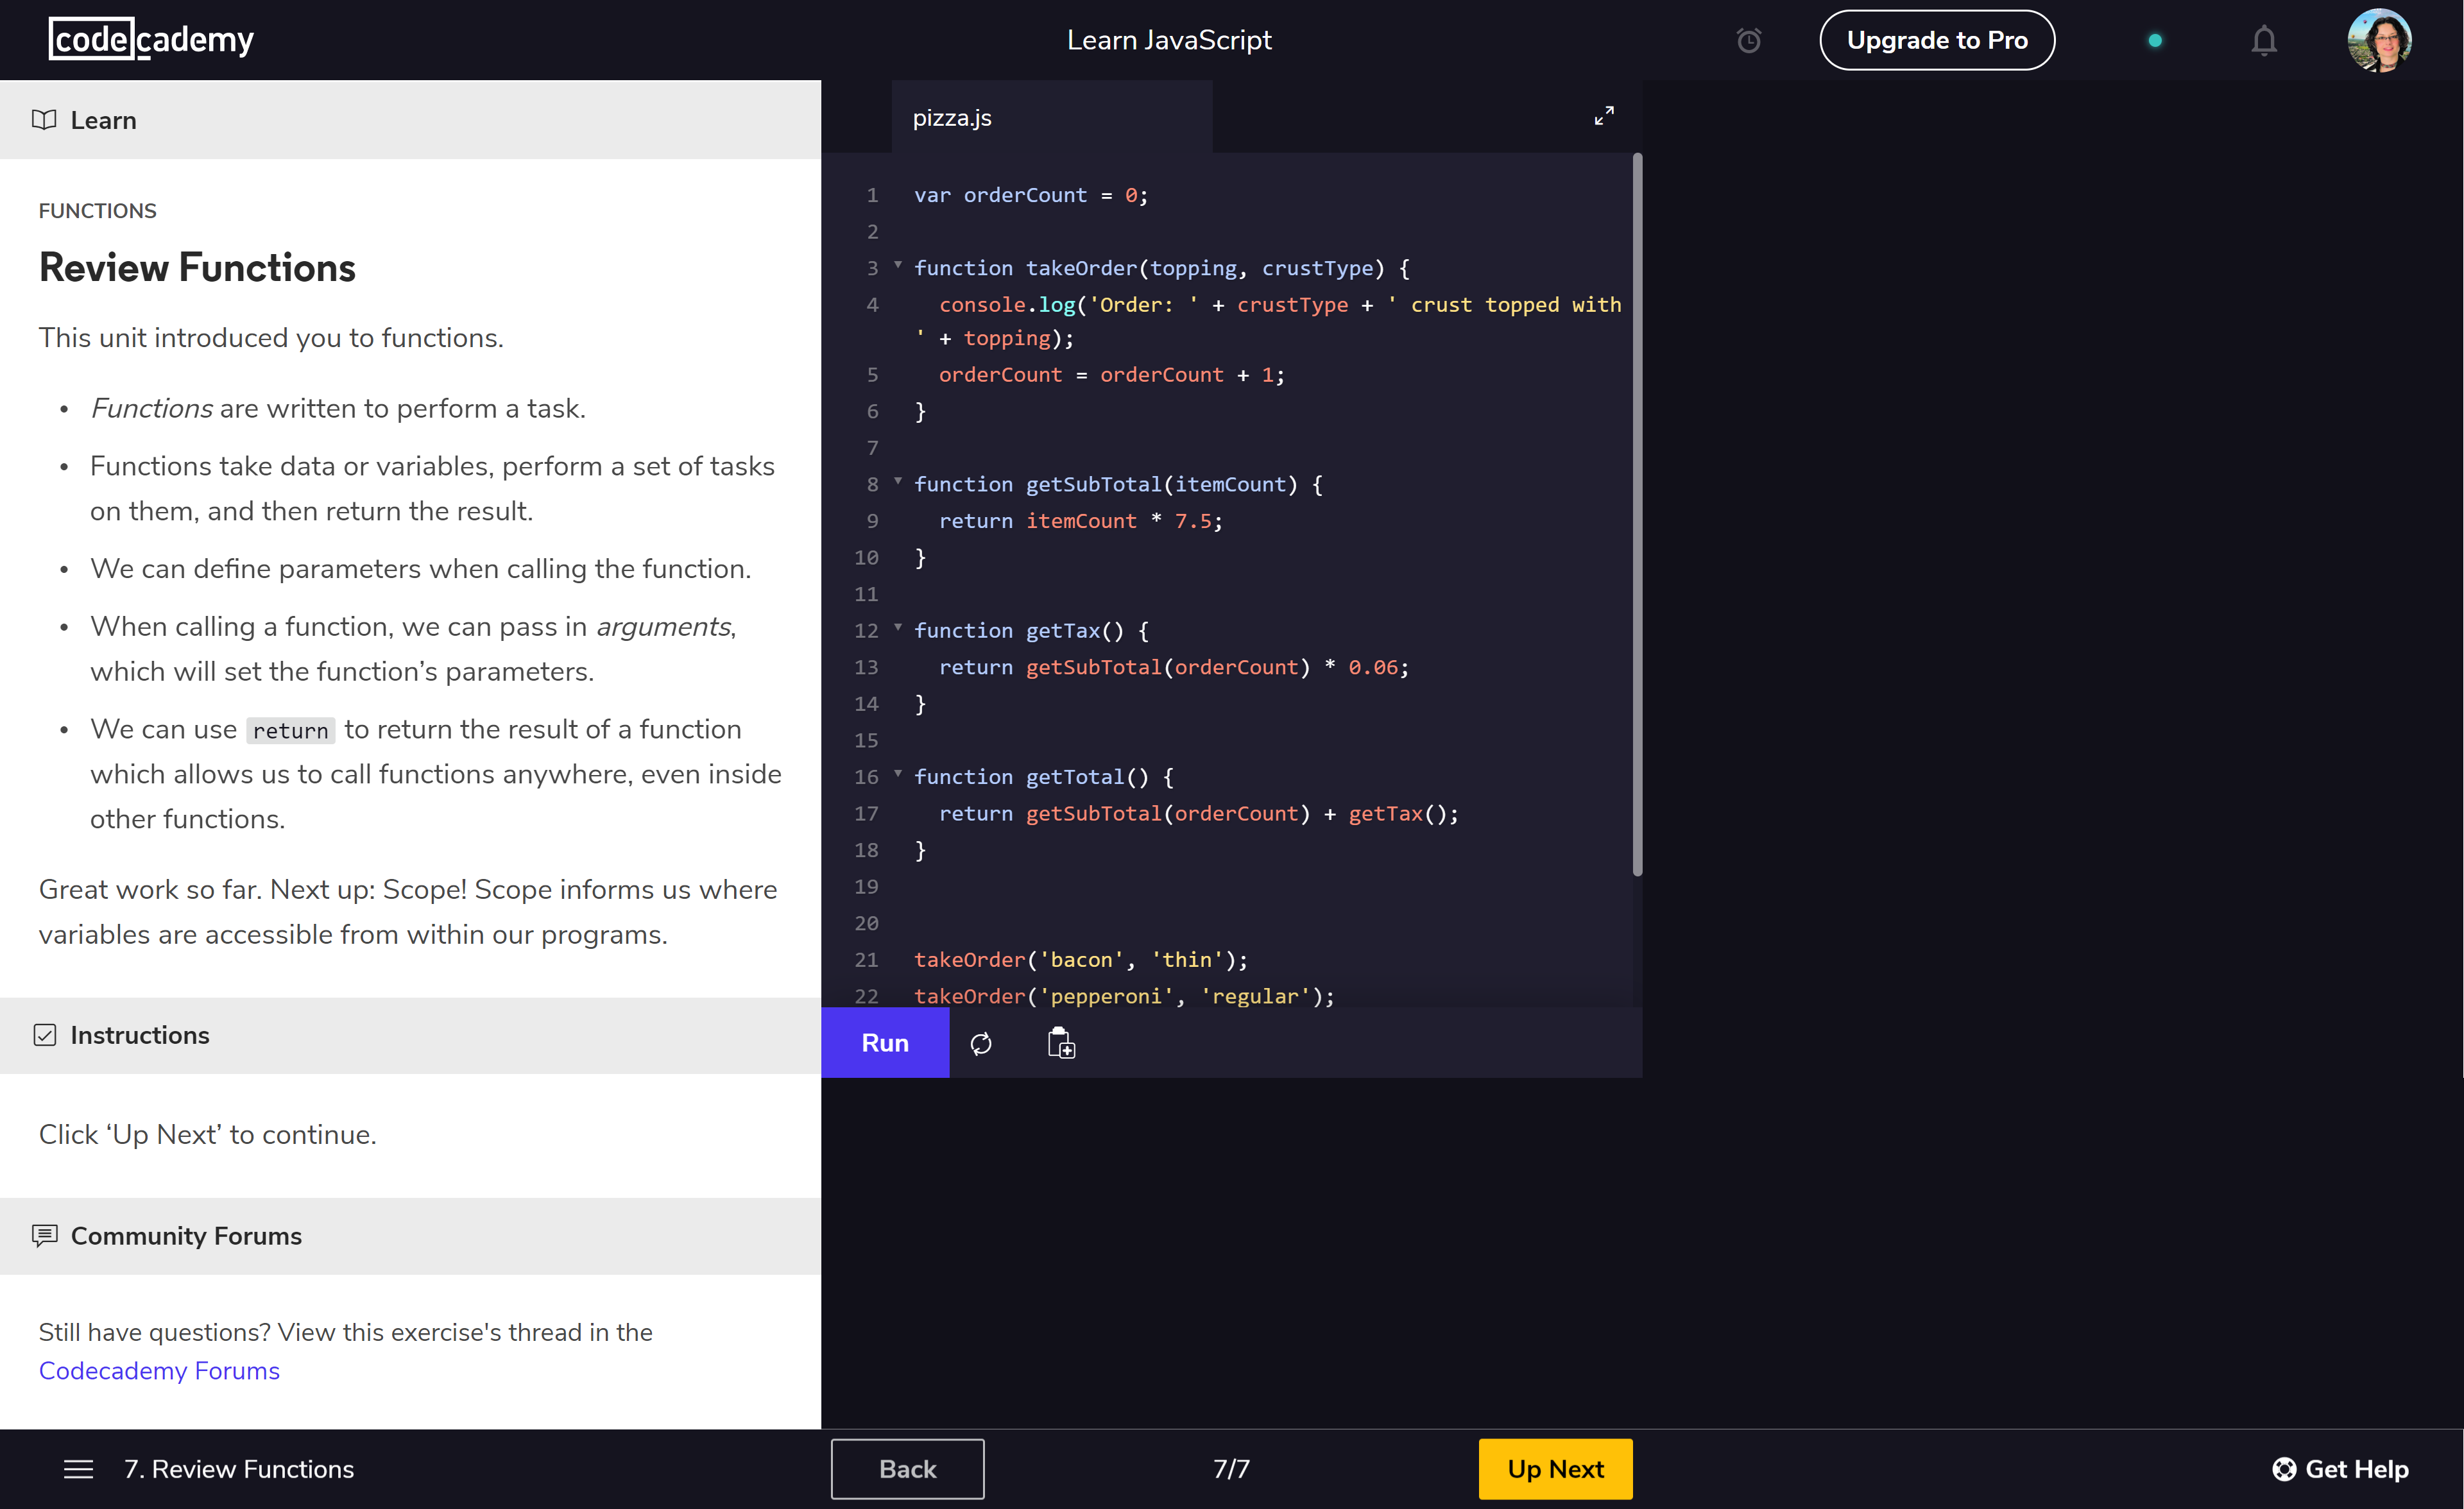 codecademy
Learn JavaScript
Upgrade to Pro
Learn
FUNCTIONS
Review Functions
This unit introduced you to functions.
• Functions are written to perform a task.
• Functions take data or variables, perform a set of tasks
on them, and then return the result.
• We can define parameters when calling the function.
• When calling a function, we can pass in arguments,
which will set the function’s parameters.
• We can use return to return the result of a function
which allows us to call functions anywhere, even inside
other functions.
Great work so far. Next up: Scope! Scope informs us where
variables are accessible from within our programs.
Instructions
Click ‘Up Next’ to continue.
Community Forums
Still have questions? View this exercise's thread in the
Codecademy Forums
pizza.js
1 var orderCount = 0;
2
3 function takeOrder(topping, crustType) {
4 console.log('Order: ' + crustType + ' crust topped with
' + topping);
5 orderCount = orderCount + 1;
6 }
7
8 function getSubTotal(itemCount) {
9 return itemCount * 7.5;
10 }
11
12 function getTax() {
13 return getSubTotal(orderCount) * 0.06;
14 }
15
16 function getTotal() {
17 return getSubTotal(orderCount) + getTax();
18 }
19
20
21 takeOrder('bacon', 'thin');
22 takeOrder('pepperoni', 'regular');
Run
7. Review Functions
Back
7/7
Up Next
Get Help